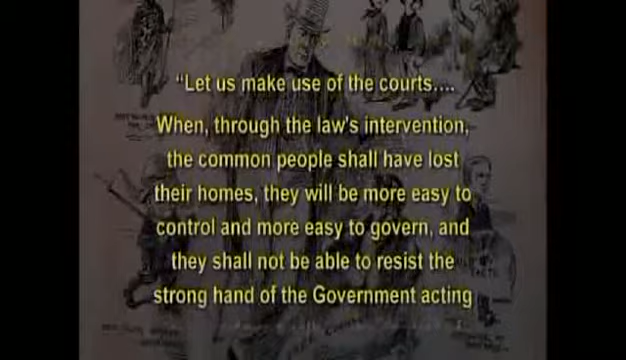 “Let us make use of the courts....
When, through the law's intervention,
the common people shall have lost
their homes, they will be more easy to
control and more easy to govern, and
they shall not be able to resist the
strong hand of the Government acting